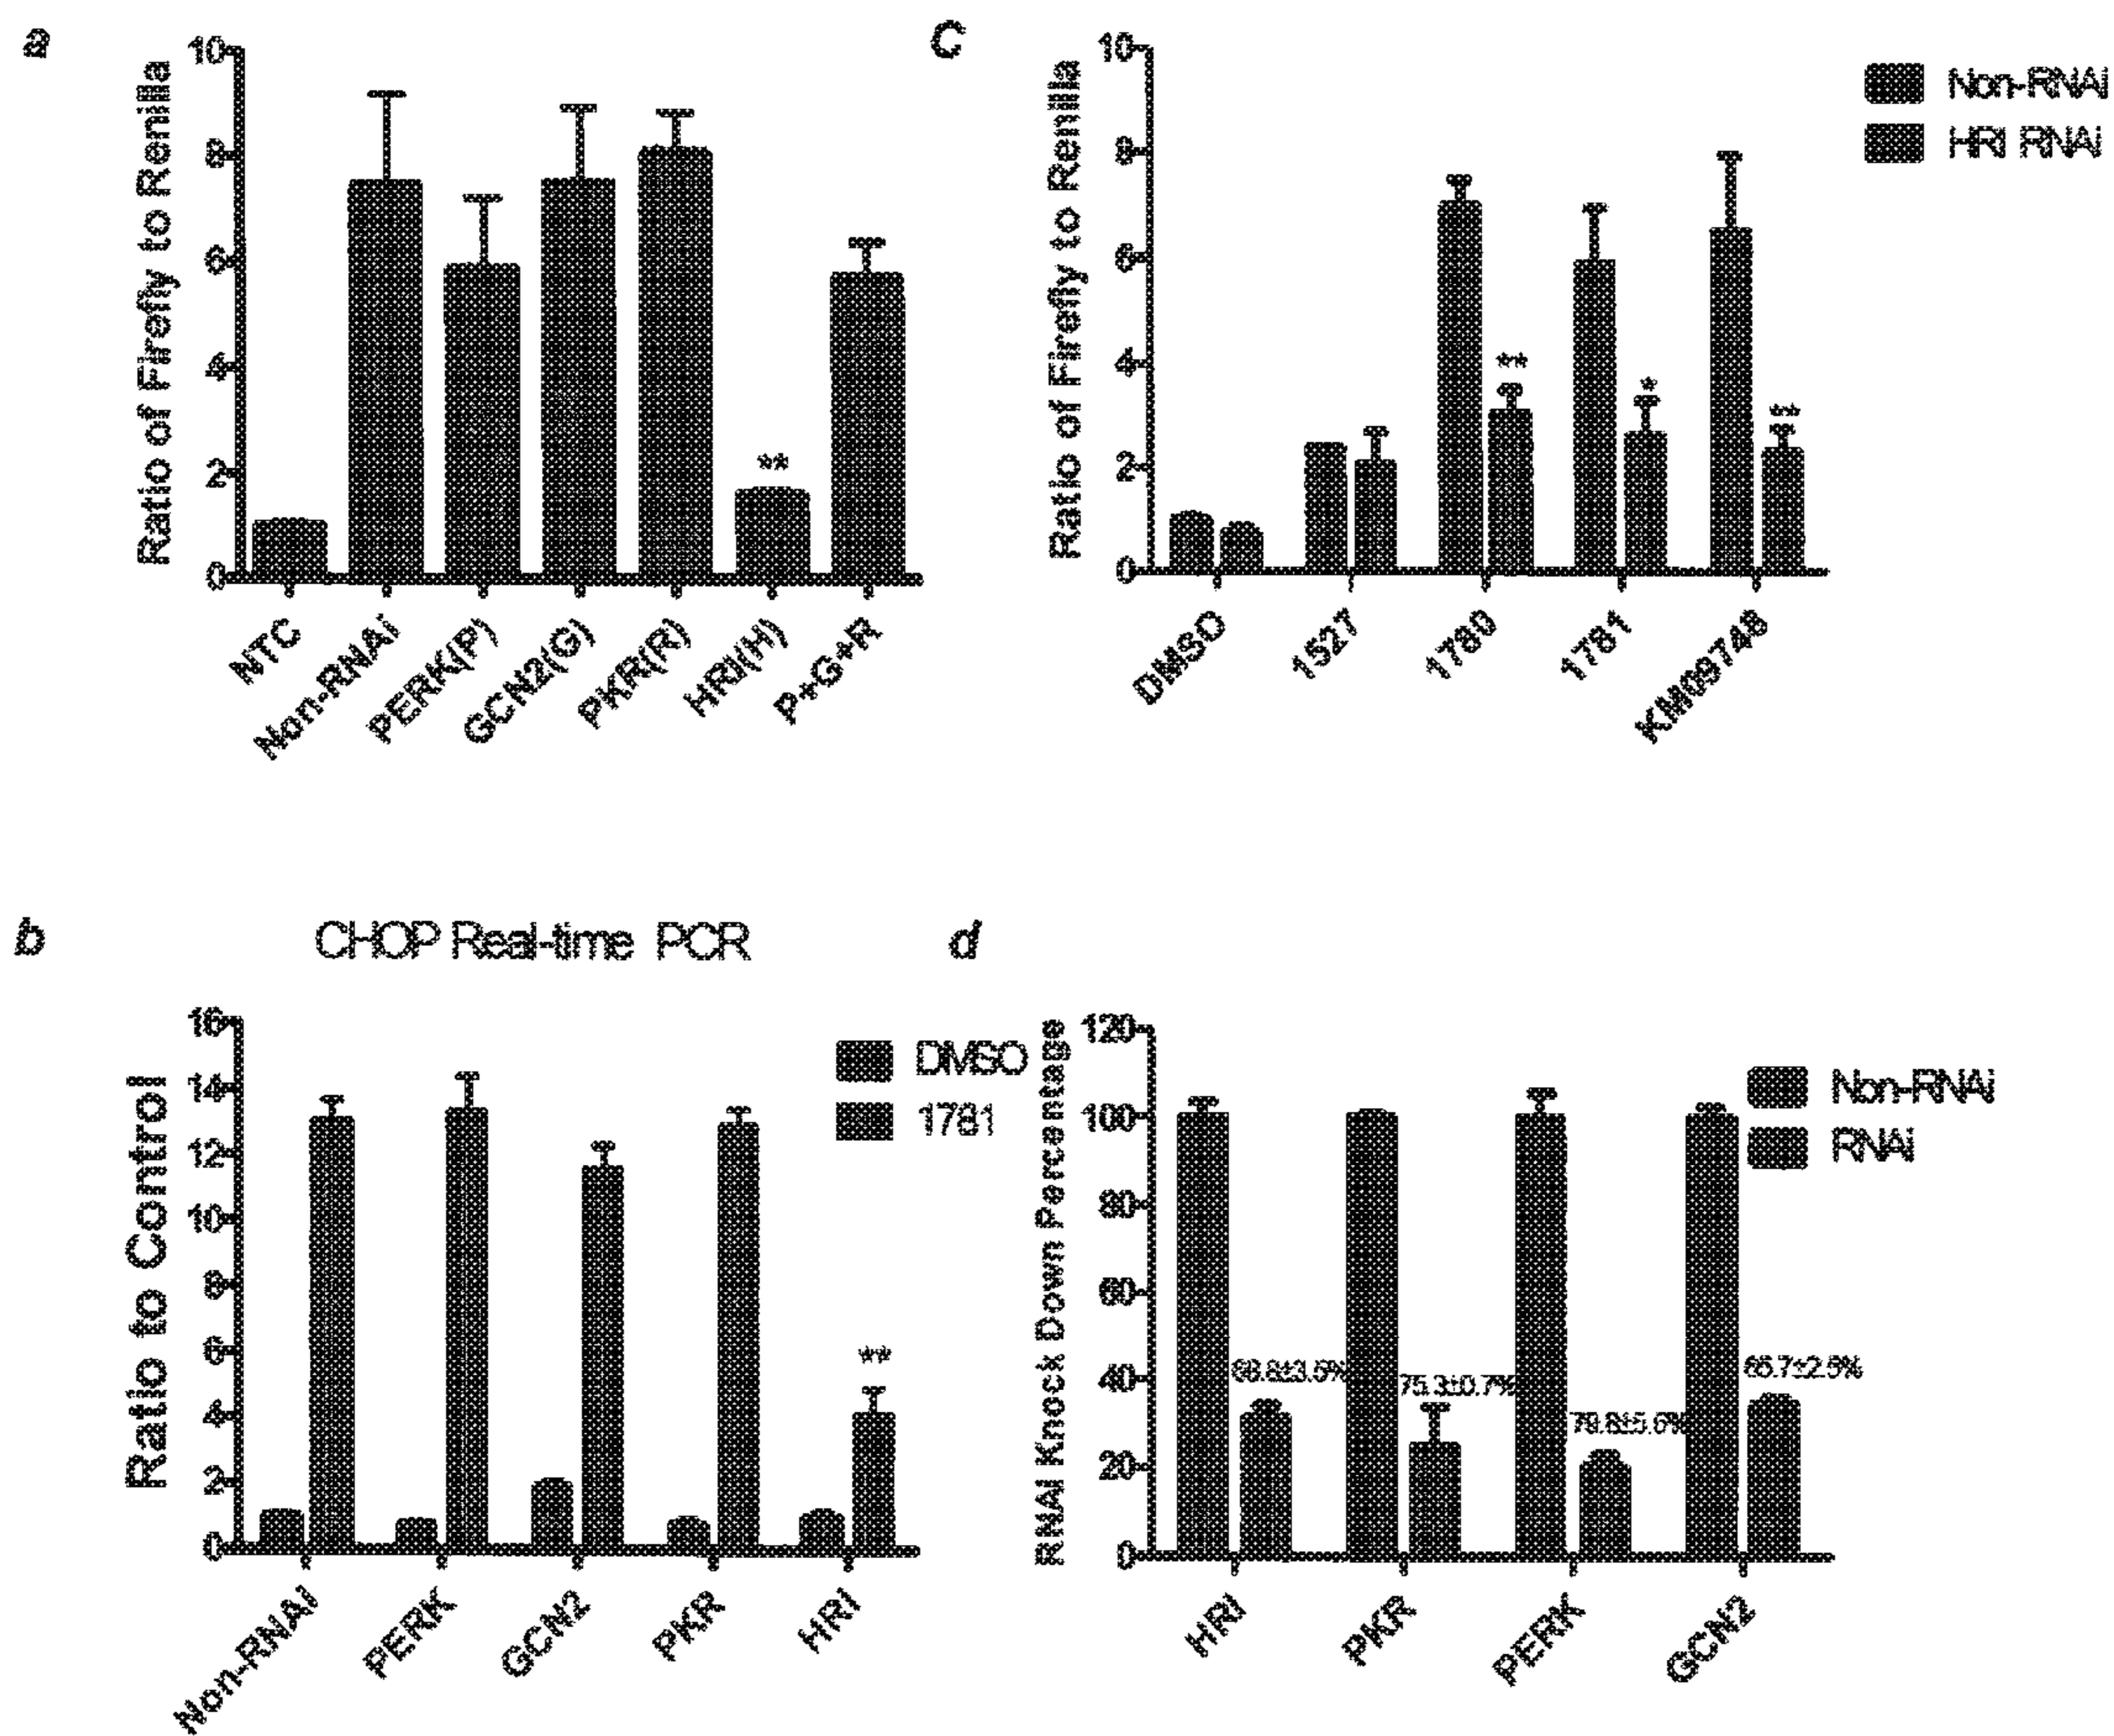 a
Ratio of Firefly to Renilla
10
8
6
4
2
0
**
NTC
Non-RNAi
PERK(P)
GCN2(G)
PKR(R)
HRI(H)
P+G+R
c
Ratio of Firefly to Renilla
10
8
6
4
2
0
**
*
**
DMSO
1527
1780
1781
KM09748
Non-RNAi
HRI RNAi
b
CHOP Real-time PCR
Ratio to Control
16
14
12
10
8
6
4
2
0
**
DMSO
1781
Non-RNAi
PERK
GCN2
PKR
HRI
d
RNAi Knock Down Percentage
120
100
80
60
40
20
0
75.3±0.7%
Non-RNAi
RNAi
HRI
PKR
PERK
GCN2